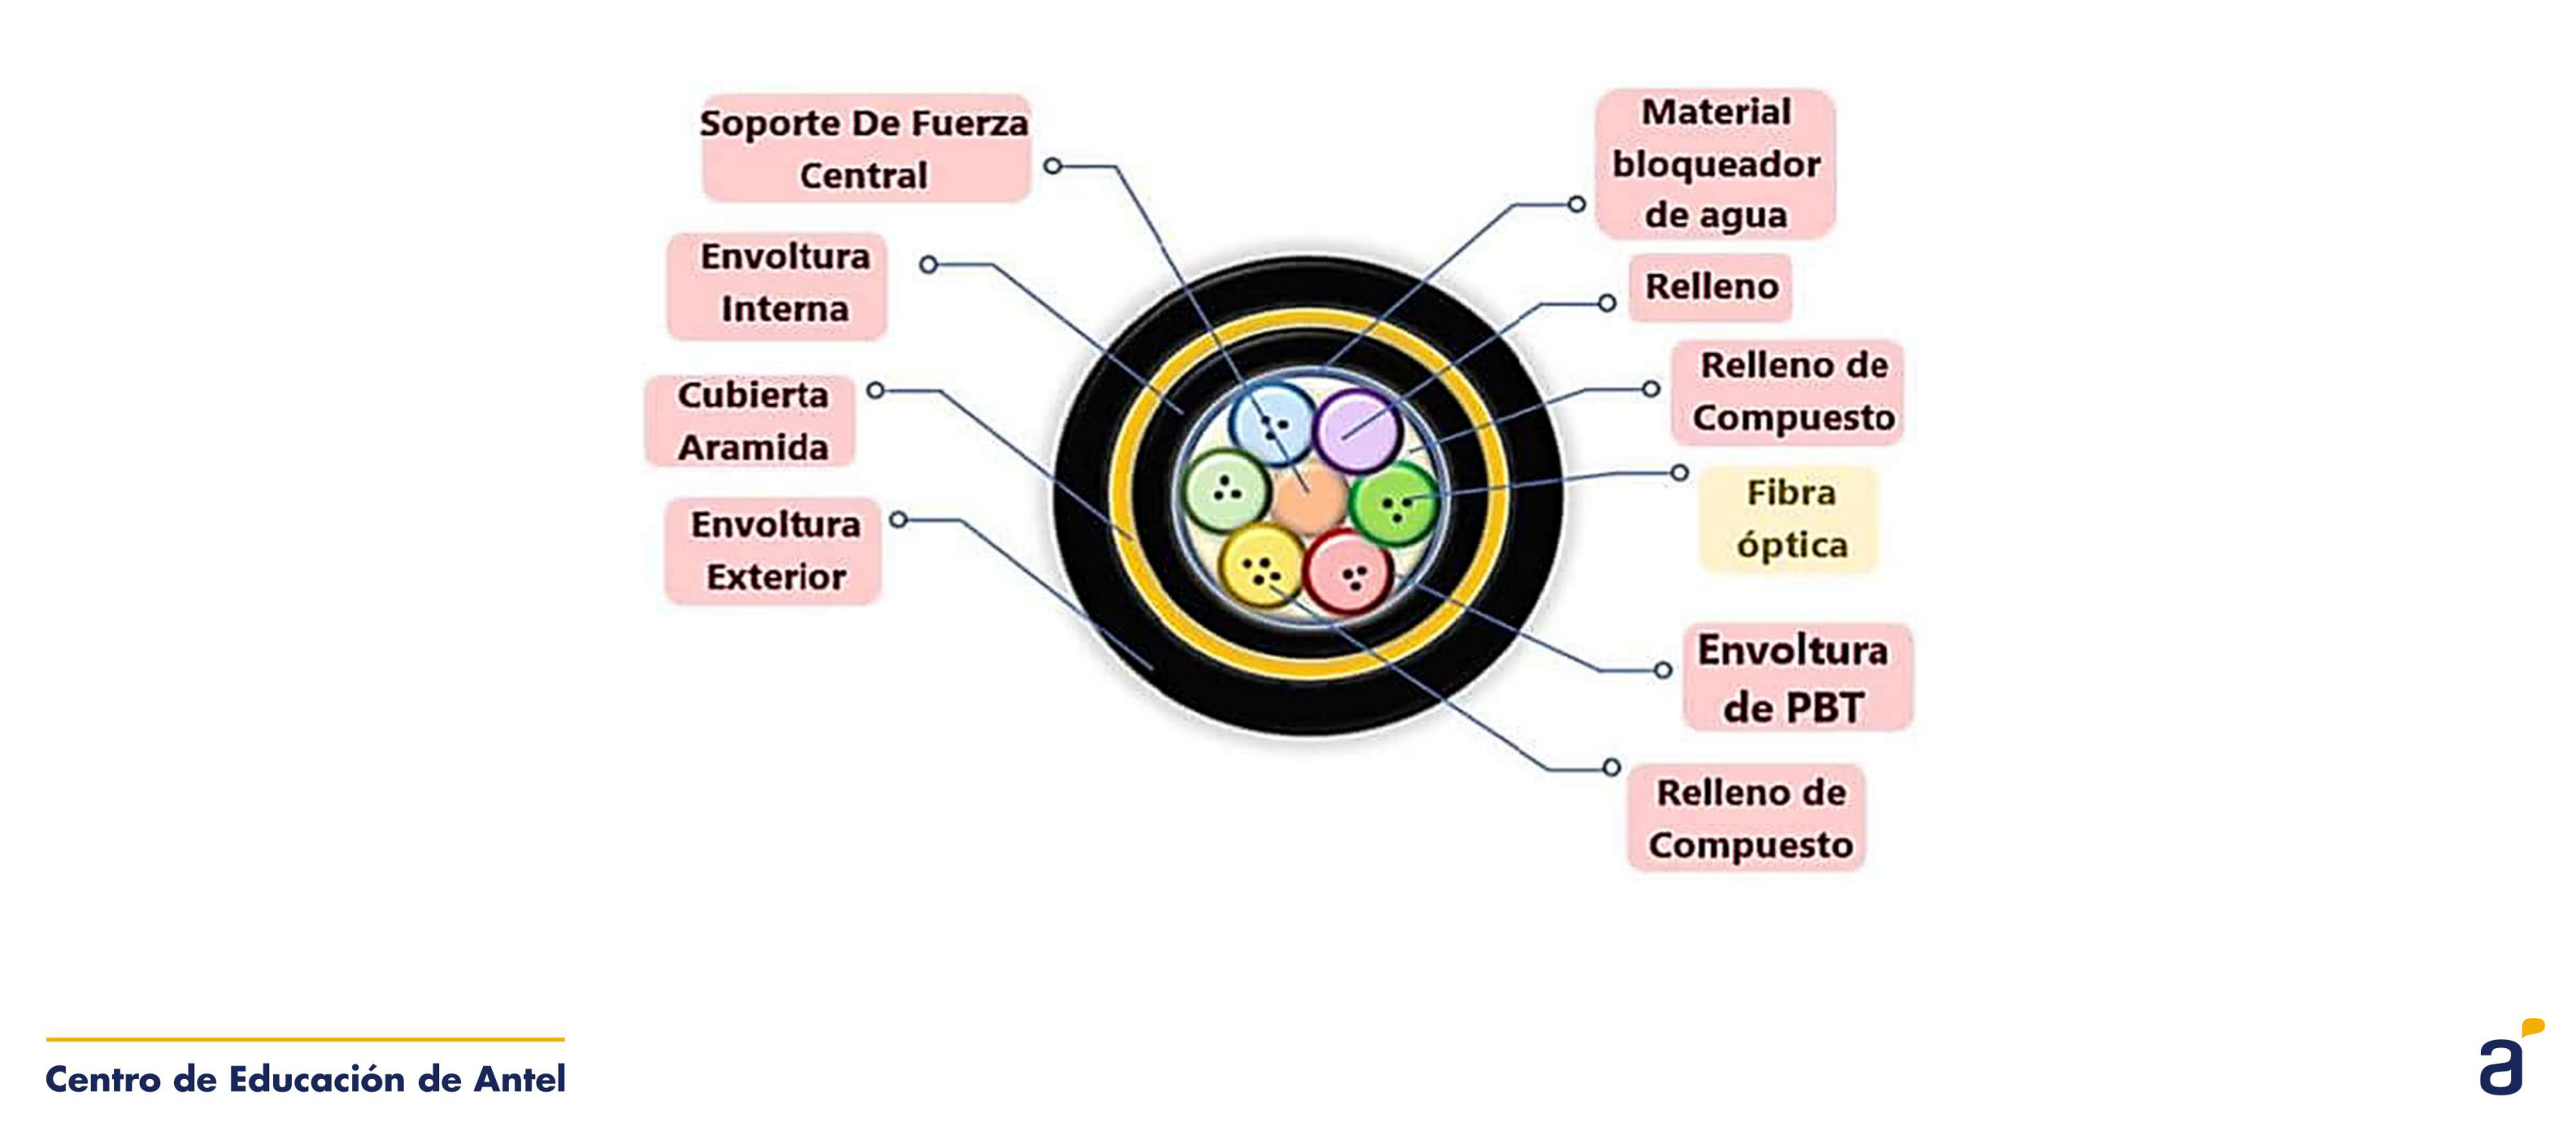 Soporte De Fuerza
Central
Envoltura
Interna
Cubierta
Aramida
Envoltura
Exterior
Material
bloqueador
de agua
Relleno
Relleno de
Compuesto
Fibra
óptica
Envoltura
de PBT
Relleno de
Compuesto
Centro de Educación de Antel
a